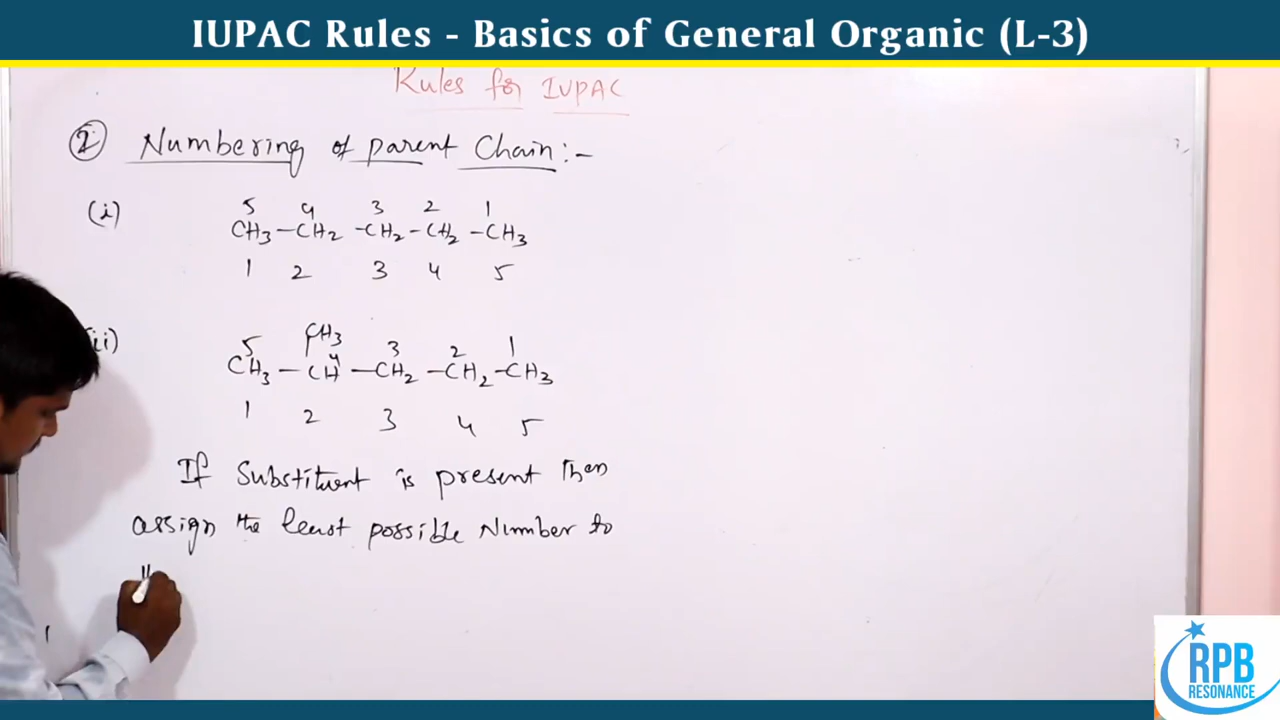 IUPAC Rules - Basics of General Organic (L-3)
Rules for IUPAC
② Numbering of parent Chain:-
(i)
5 4 3 2 1
CH3-CH2-CH2-CH2-CH3
1 2 3 4 5
CH3
5 4 3 2 1
CH3-CH-CH2-CH2-CH3
1 2 3 4 5
If Substituent is present then
assign the least possible Number to
RPB
RESONANCE